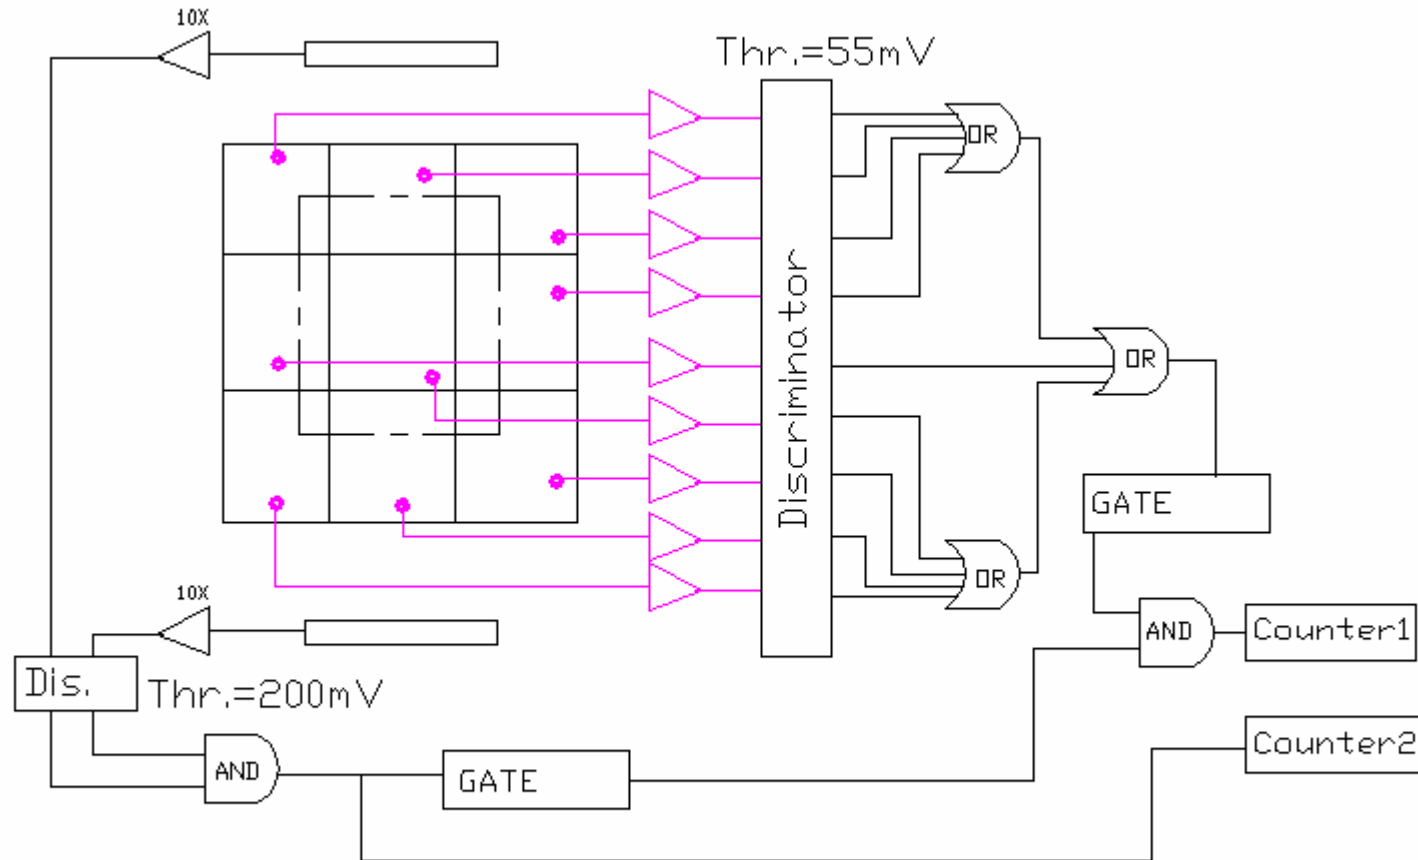 10X
Thr.=55mV
OR
Discriminator
OR
GATE
OR
10X
AND
Counter1
Dis.
Thr.=200mV
Counter2
AND
GATE